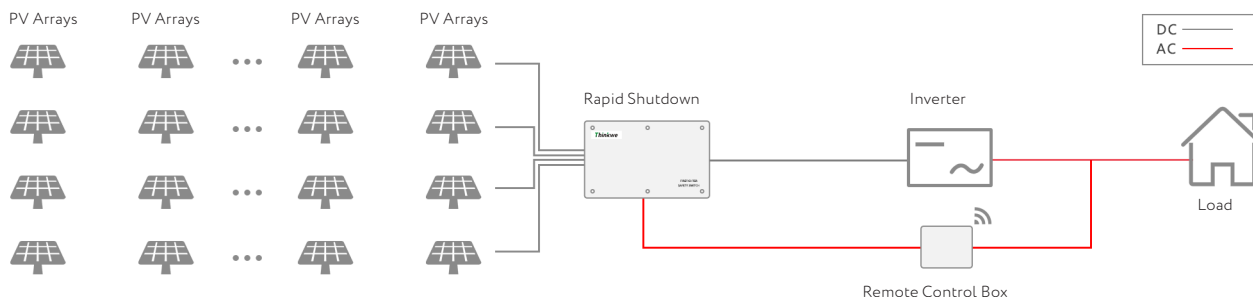 PV Arrays
PV Arrays
PV Arrays
PV Arrays
DC
AC
Rapid Shutdown
Inverter
Thinkwe
Load
Remote Control Box